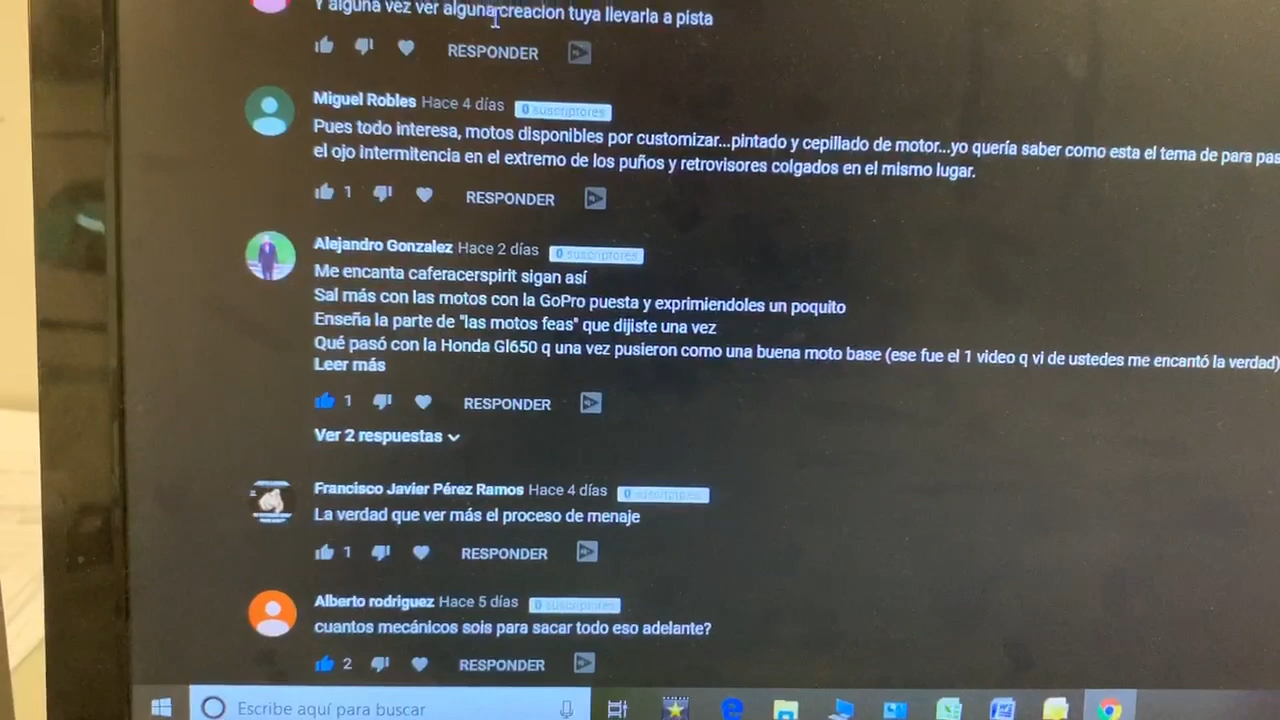 Y alguna vez ver alguna creacion tuya llevarla a pista
RESPONDER
Miguel Robles Hace 4 días 0 suscriptores
Pues todo interesa, motos disponibles por customizar...pintado y cepillado de motor...yo quería saber como esta el tema de para pas
el ojo intermitencia en el extremo de los puños y retrovisores colgados en el mismo lugar.
1 RESPONDER
Alejandro Gonzalez Hace 2 días 0 suscriptores
Me encanta caferacerspirit sigan así
Sal más con las motos con la GoPro puesta y exprimiendoles un poquito
Enseña la parte de "las motos feas" que dijiste una vez
Qué pasó con la Honda Gl650 q una vez pusieron como una buena moto base (ese fue el 1 video q vi de ustedes me encantó la verdad)
Leer más
1 RESPONDER
Ver 2 respuestas
Francisco Javier Pérez Ramos Hace 4 días 0 suscriptores
La verdad que ver más el proceso de menaje
1 RESPONDER
Alberto rodriguez Hace 5 días 0 suscriptores
cuantos mecánicos sois para sacar todo eso adelante?
2 RESPONDER
Escribe aquí para buscar